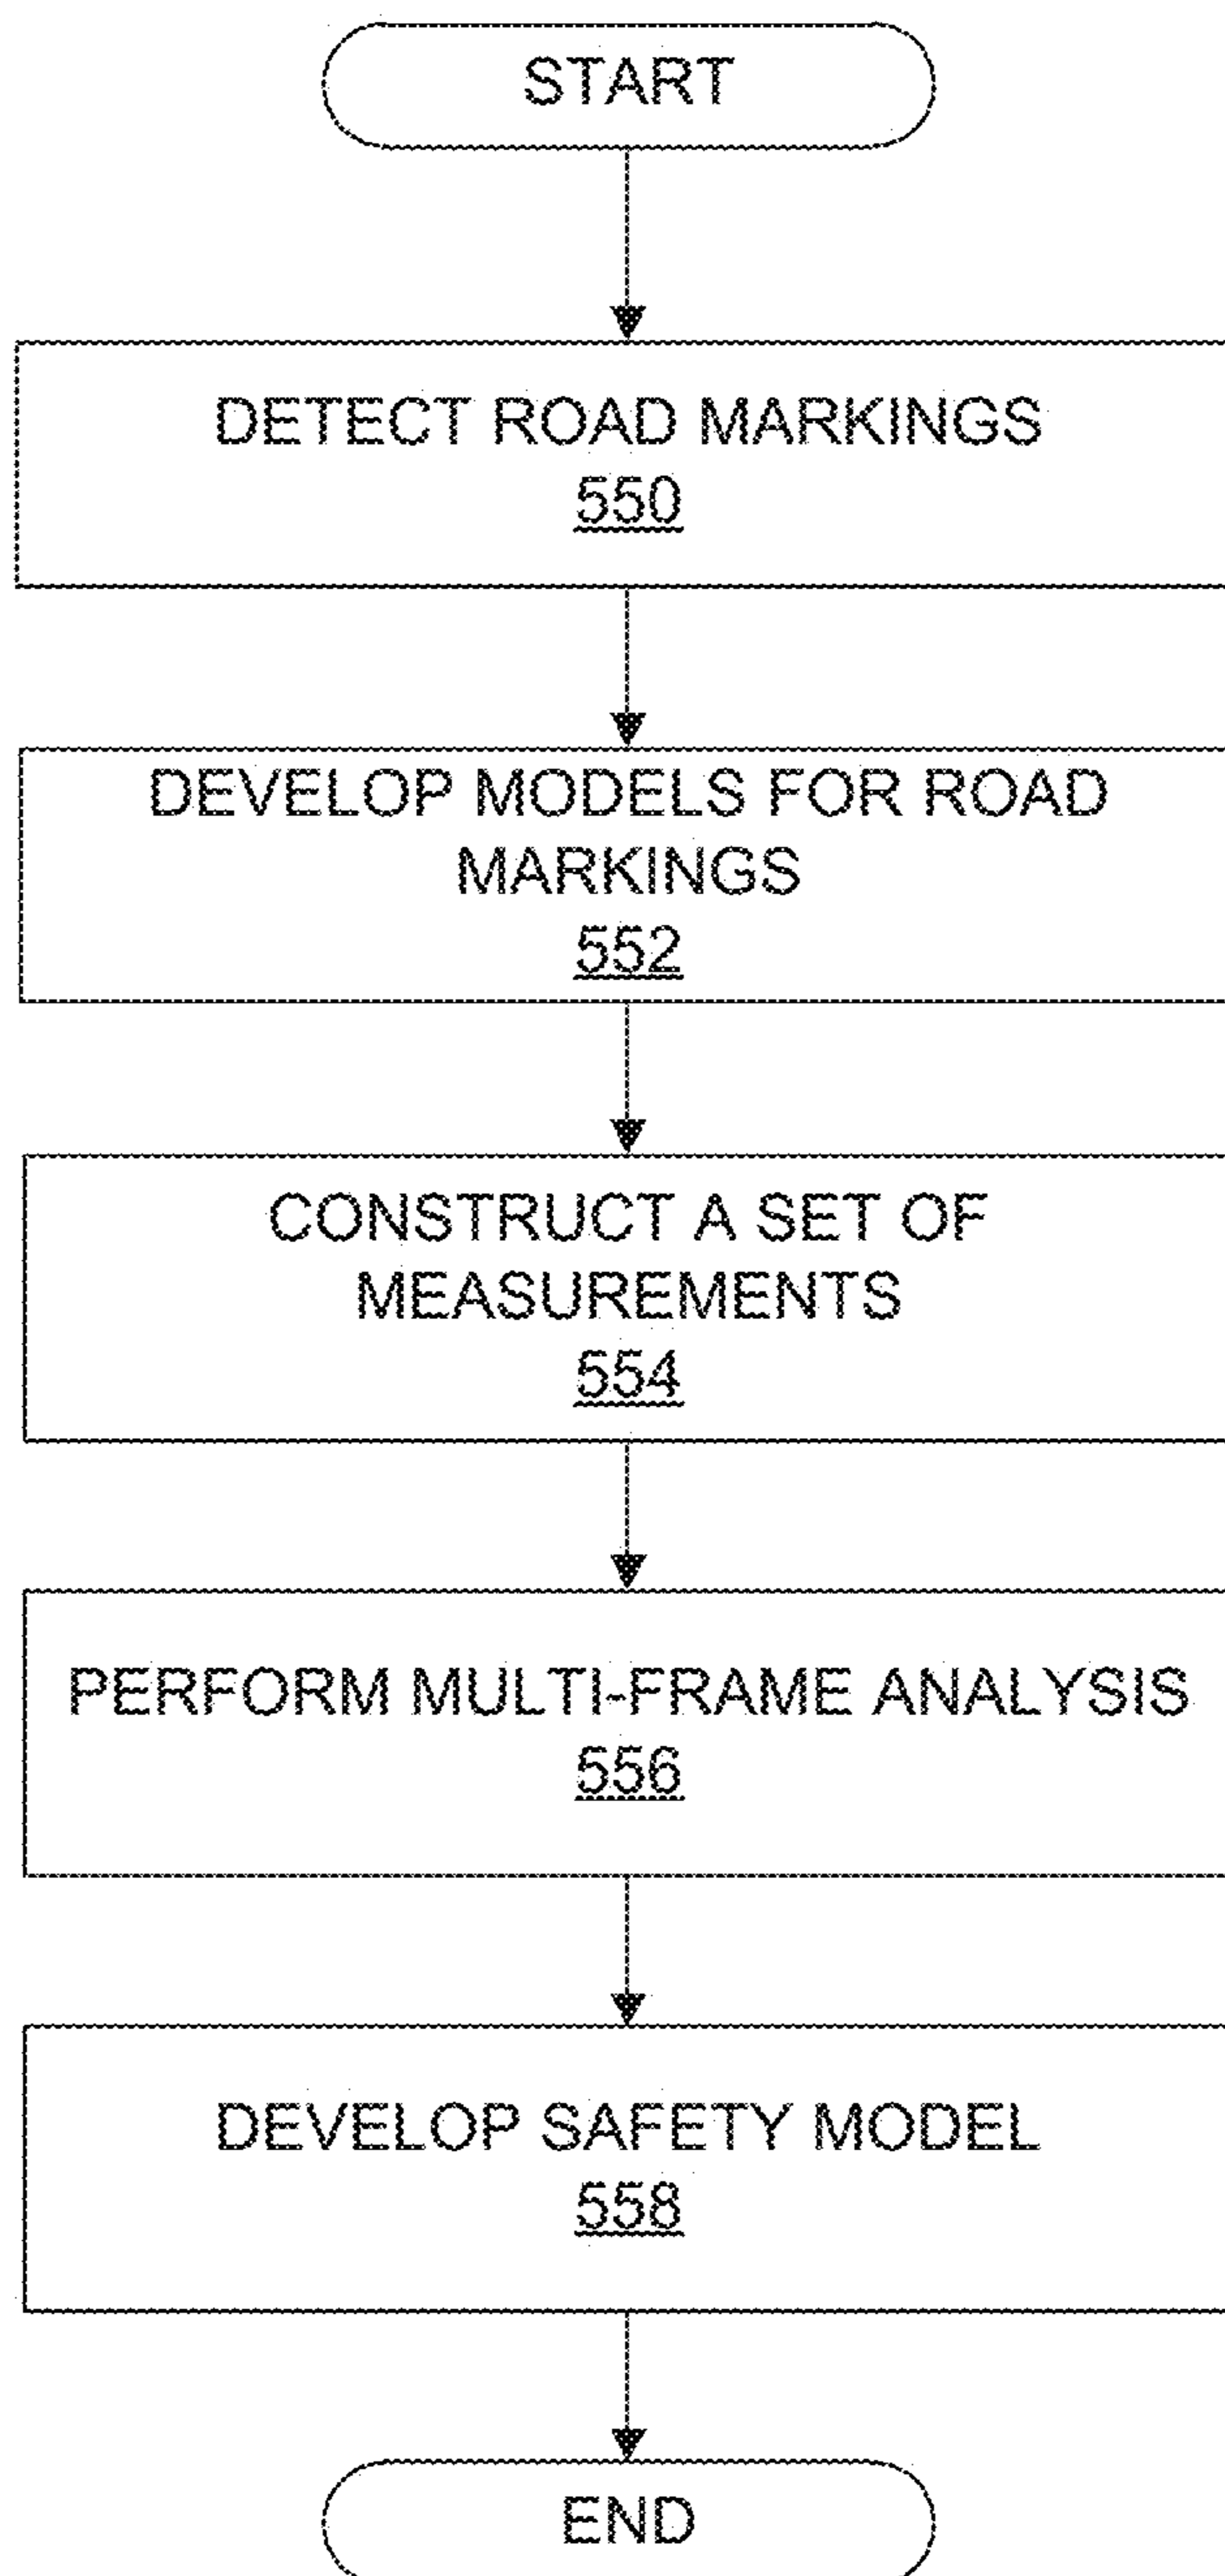 START
DETECT ROAD MARKINGS
550
DEVELOP MODELS FOR ROAD
MARKINGS
552
CONSTRUCT A SET OF
MEASUREMENTS
554
PERFORM MULTI-FRAME ANALYSIS
556
DEVELOP SAFETY MODEL
558
END